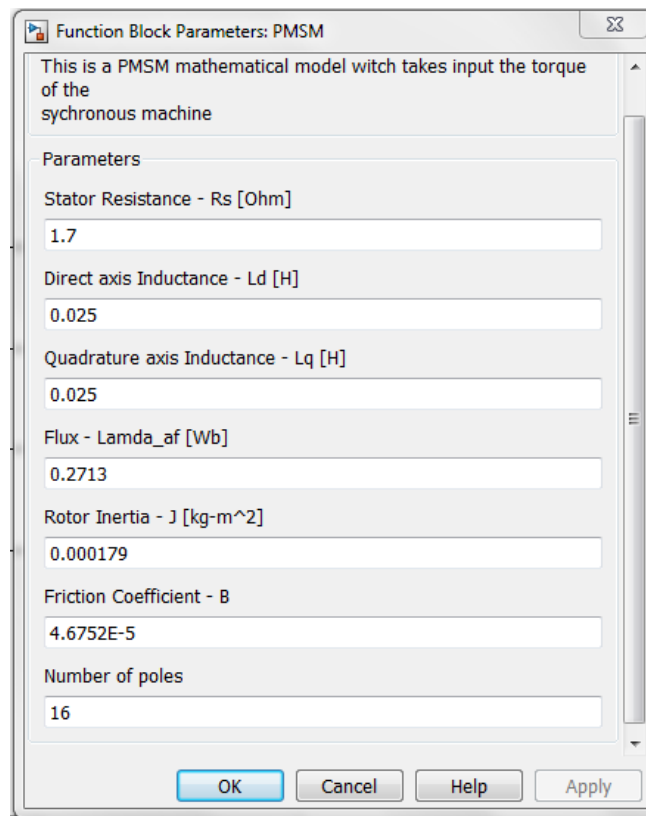 Function Block Parameters: PMSM
This is a PMSM mathematical model witch takes input the torque
of the
sychronous machine
Parameters
Stator Resistance - Rs [Ohm]
1.7
Direct axis Inductance - Ld [H]
0.025
Quadrature axis Inductance - Lq [H]
0.025
Flux - Lamda_af [Wb]
0.2713
Rotor Inertia - J [kg-m^2]
0.000179
Friction Coefficient - B
4.6752E-5
Number of poles
16
OK Cancel Help Apply